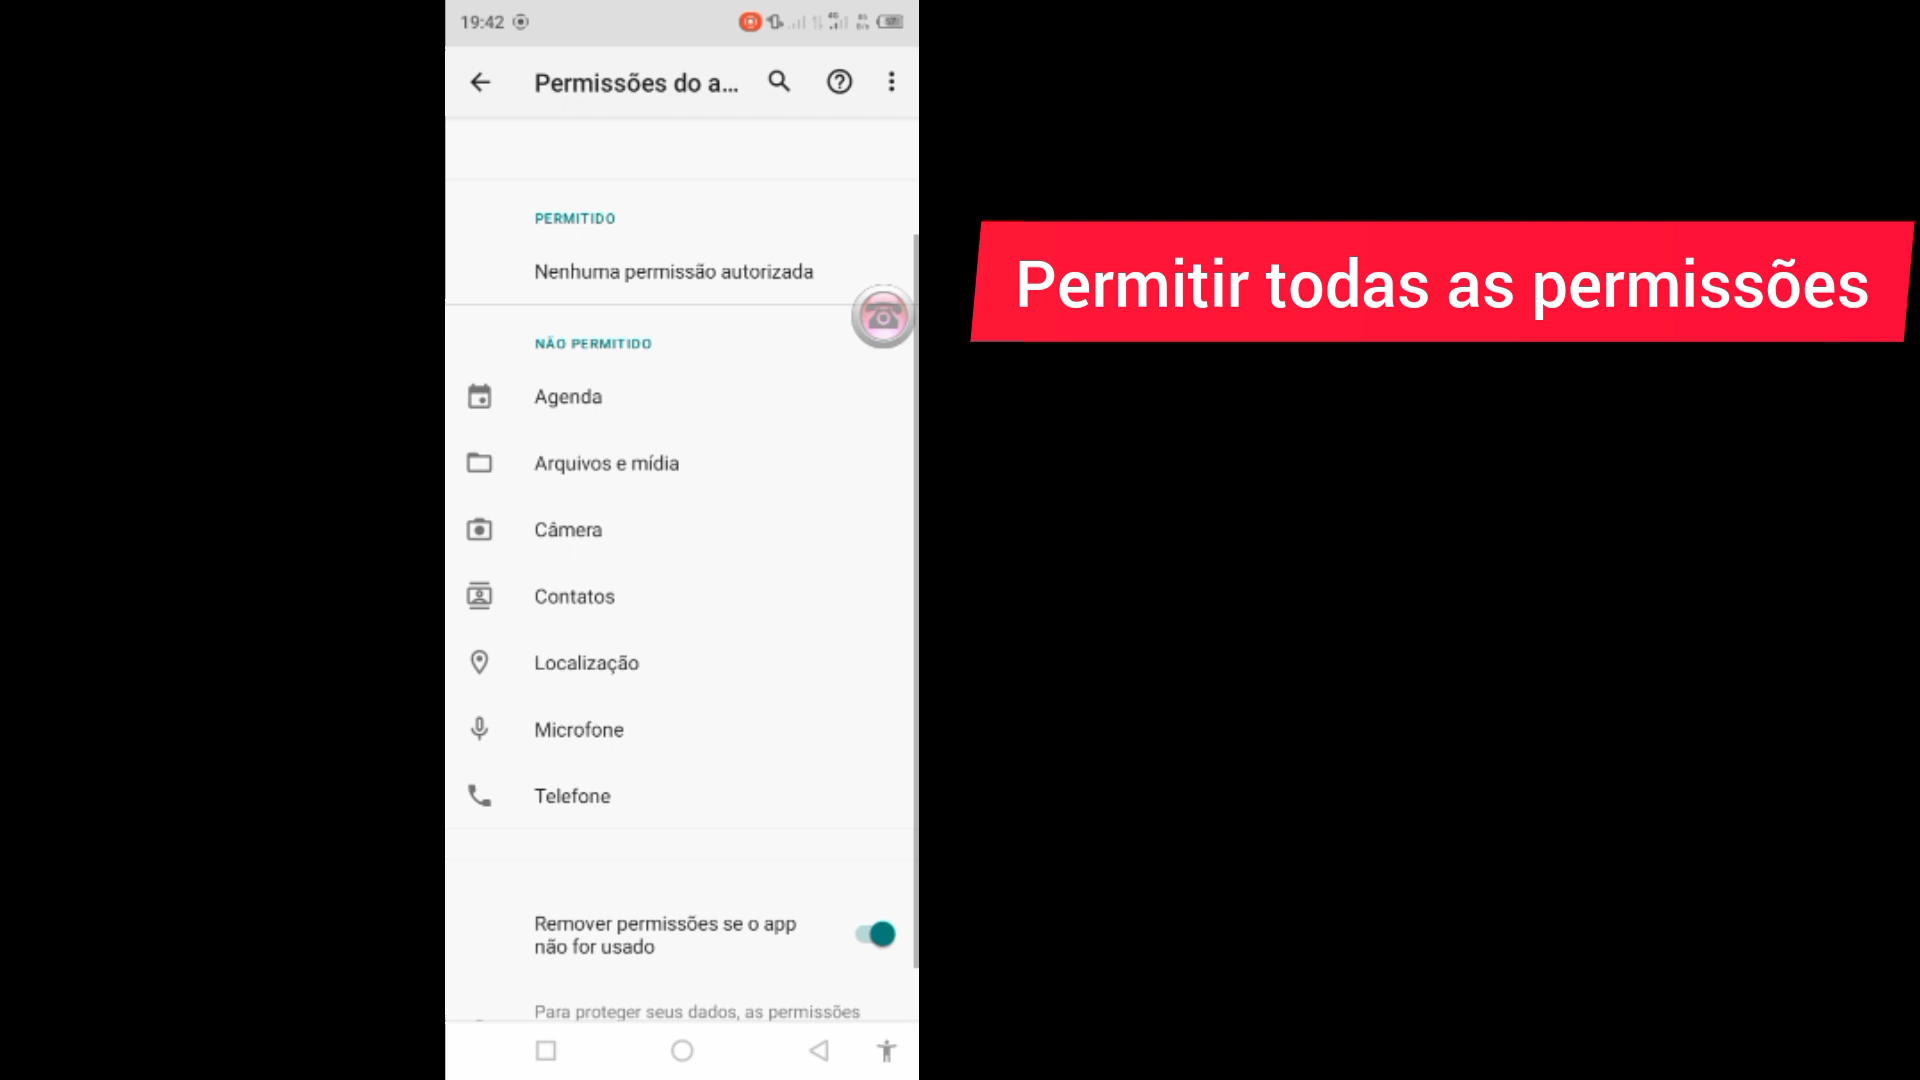 19:42
Permissões do a...
PERMITIDO
Nenhuma permissão autorizada
NÃO PERMITIDO
Agenda
Arquivos e mídia
Câmera
Contatos
Localização
Microfone
Telefone
Remover permissões se o app
não for usado
Para proteger seus dados, as permissões
Permitir todas as permissões